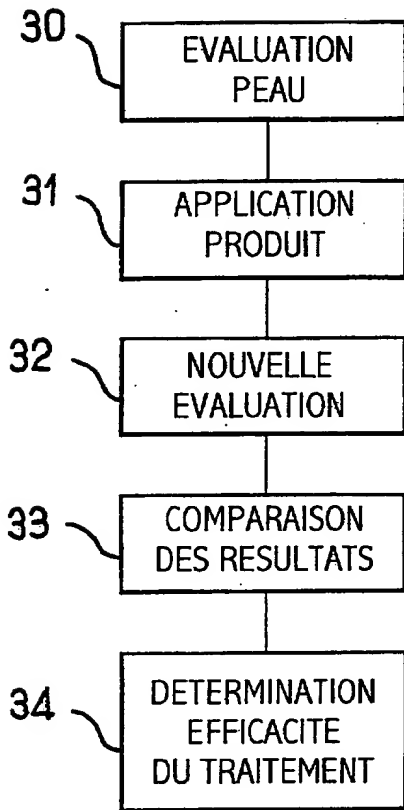 30
EVALUATION
PEAU
31
APPLICATION
PRODUIT
32
NOUVELLE
EVALUATION
33
COMPARAISON
DES RESULTATS
34
DETERMINATION
EFFICACITE
DU TRAITEMENT